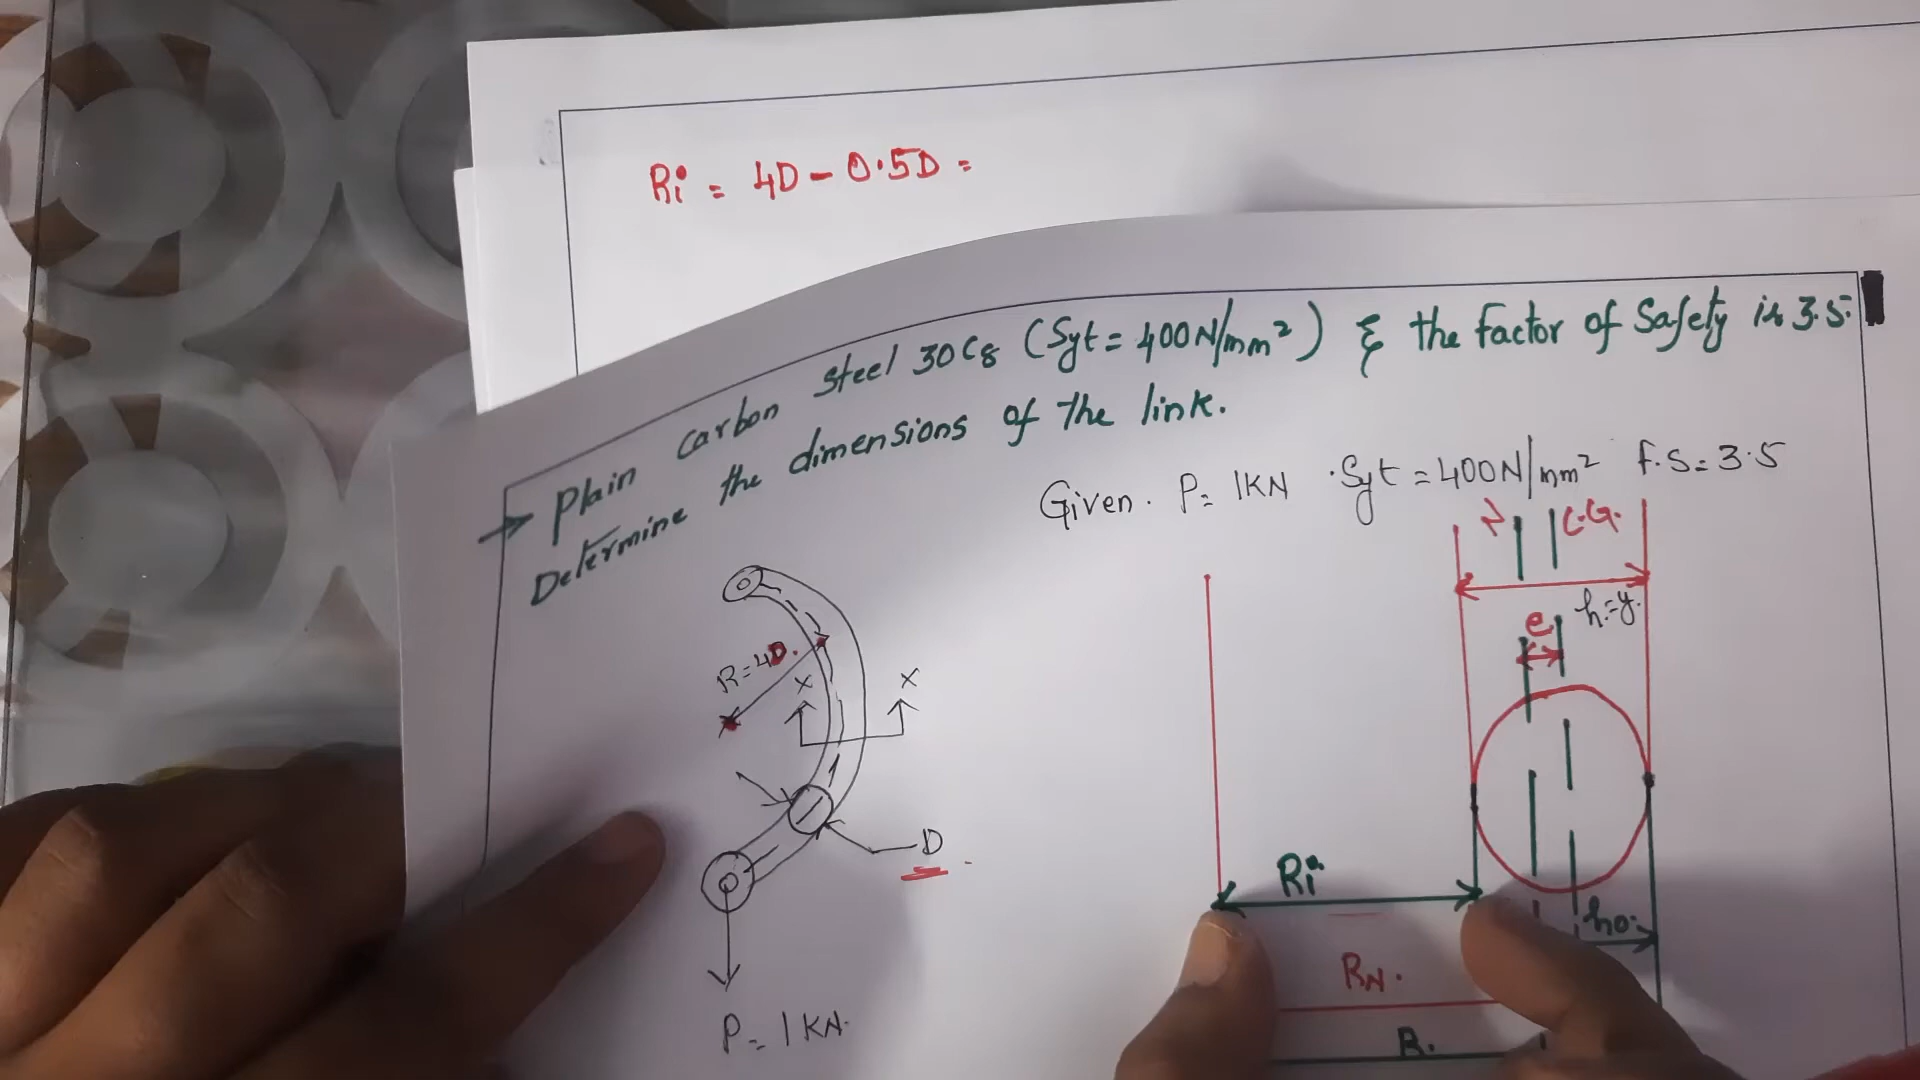 Ri = 4D - 0.5D =
Plain carbon steel 30C8 (Syt = 400N/mm²) & the factor of Safety is 3.5.
Determine the dimensions of the link.
Given. P = 1KN . Syt = 400N/mm² f.S = 3.5
N C.G.
h=y.
e
R=4D.
X X
D
Ri
ho.
RN.
R.
P = 1KN.